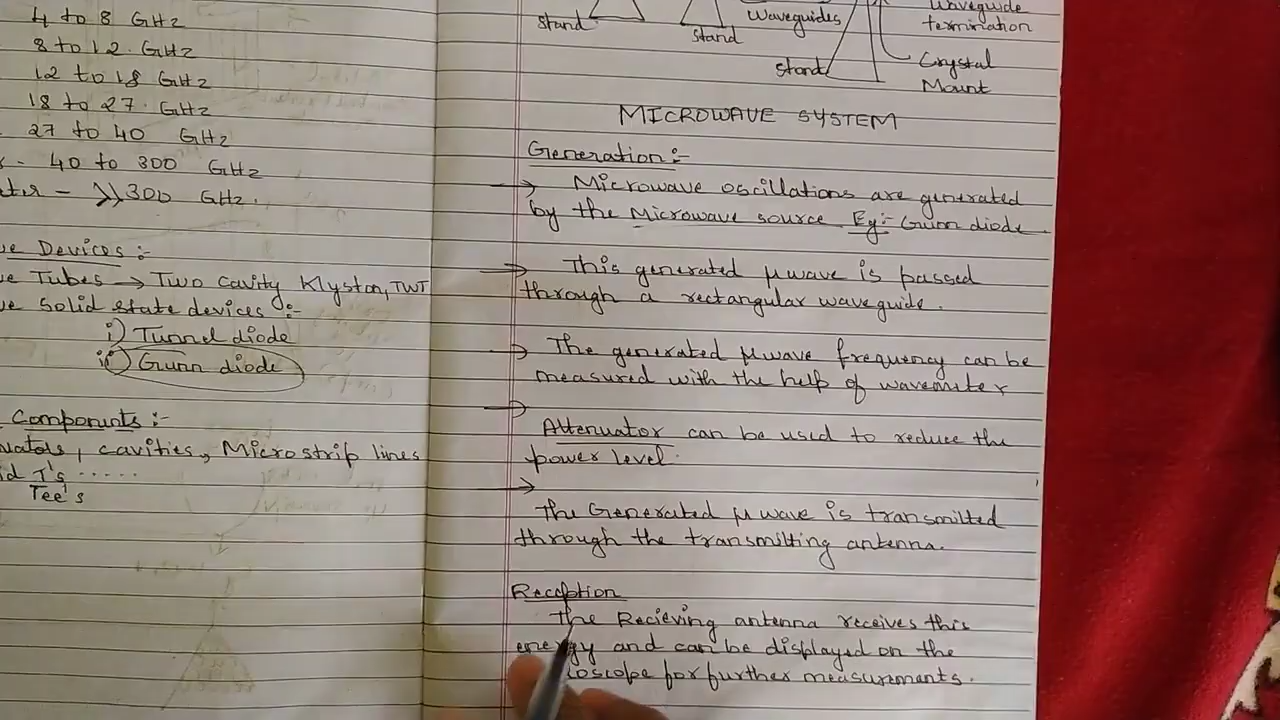 4 to 8 GHz
8 to 12 GHz
12 to 18 GHz
18 to 27 GHz
27 to 40 GHz
40 to 300 GHz
>>300 GHz.
Devices :-
Tubes → Two cavity Klyston, TWT
solid state devices :-
i) Tunnel diode
ii) Gunn diode
Components :-
cavities, Microstrip lines
T's .....
Tee's
Stand
Stand
Waveguides
Stand
Waveguide
termination
Crystal
Mount
MICROWAVE SYSTEM
Generation :-
→ Microwave oscillations are generated
by the Microwave source Eg:- Gunn diode
→ This generated μwave is passed
through a rectangular waveguide.
→ The generated μwave frequency can be
measured with the help of wavemeter
→
Attenuator can be used to reduce the
power level.
→
The Generated μ wave is transmitted
through the transmitting antenna.
Reception
The Recieving antenna receives this
energy and can be displayed on the
for further measurements.